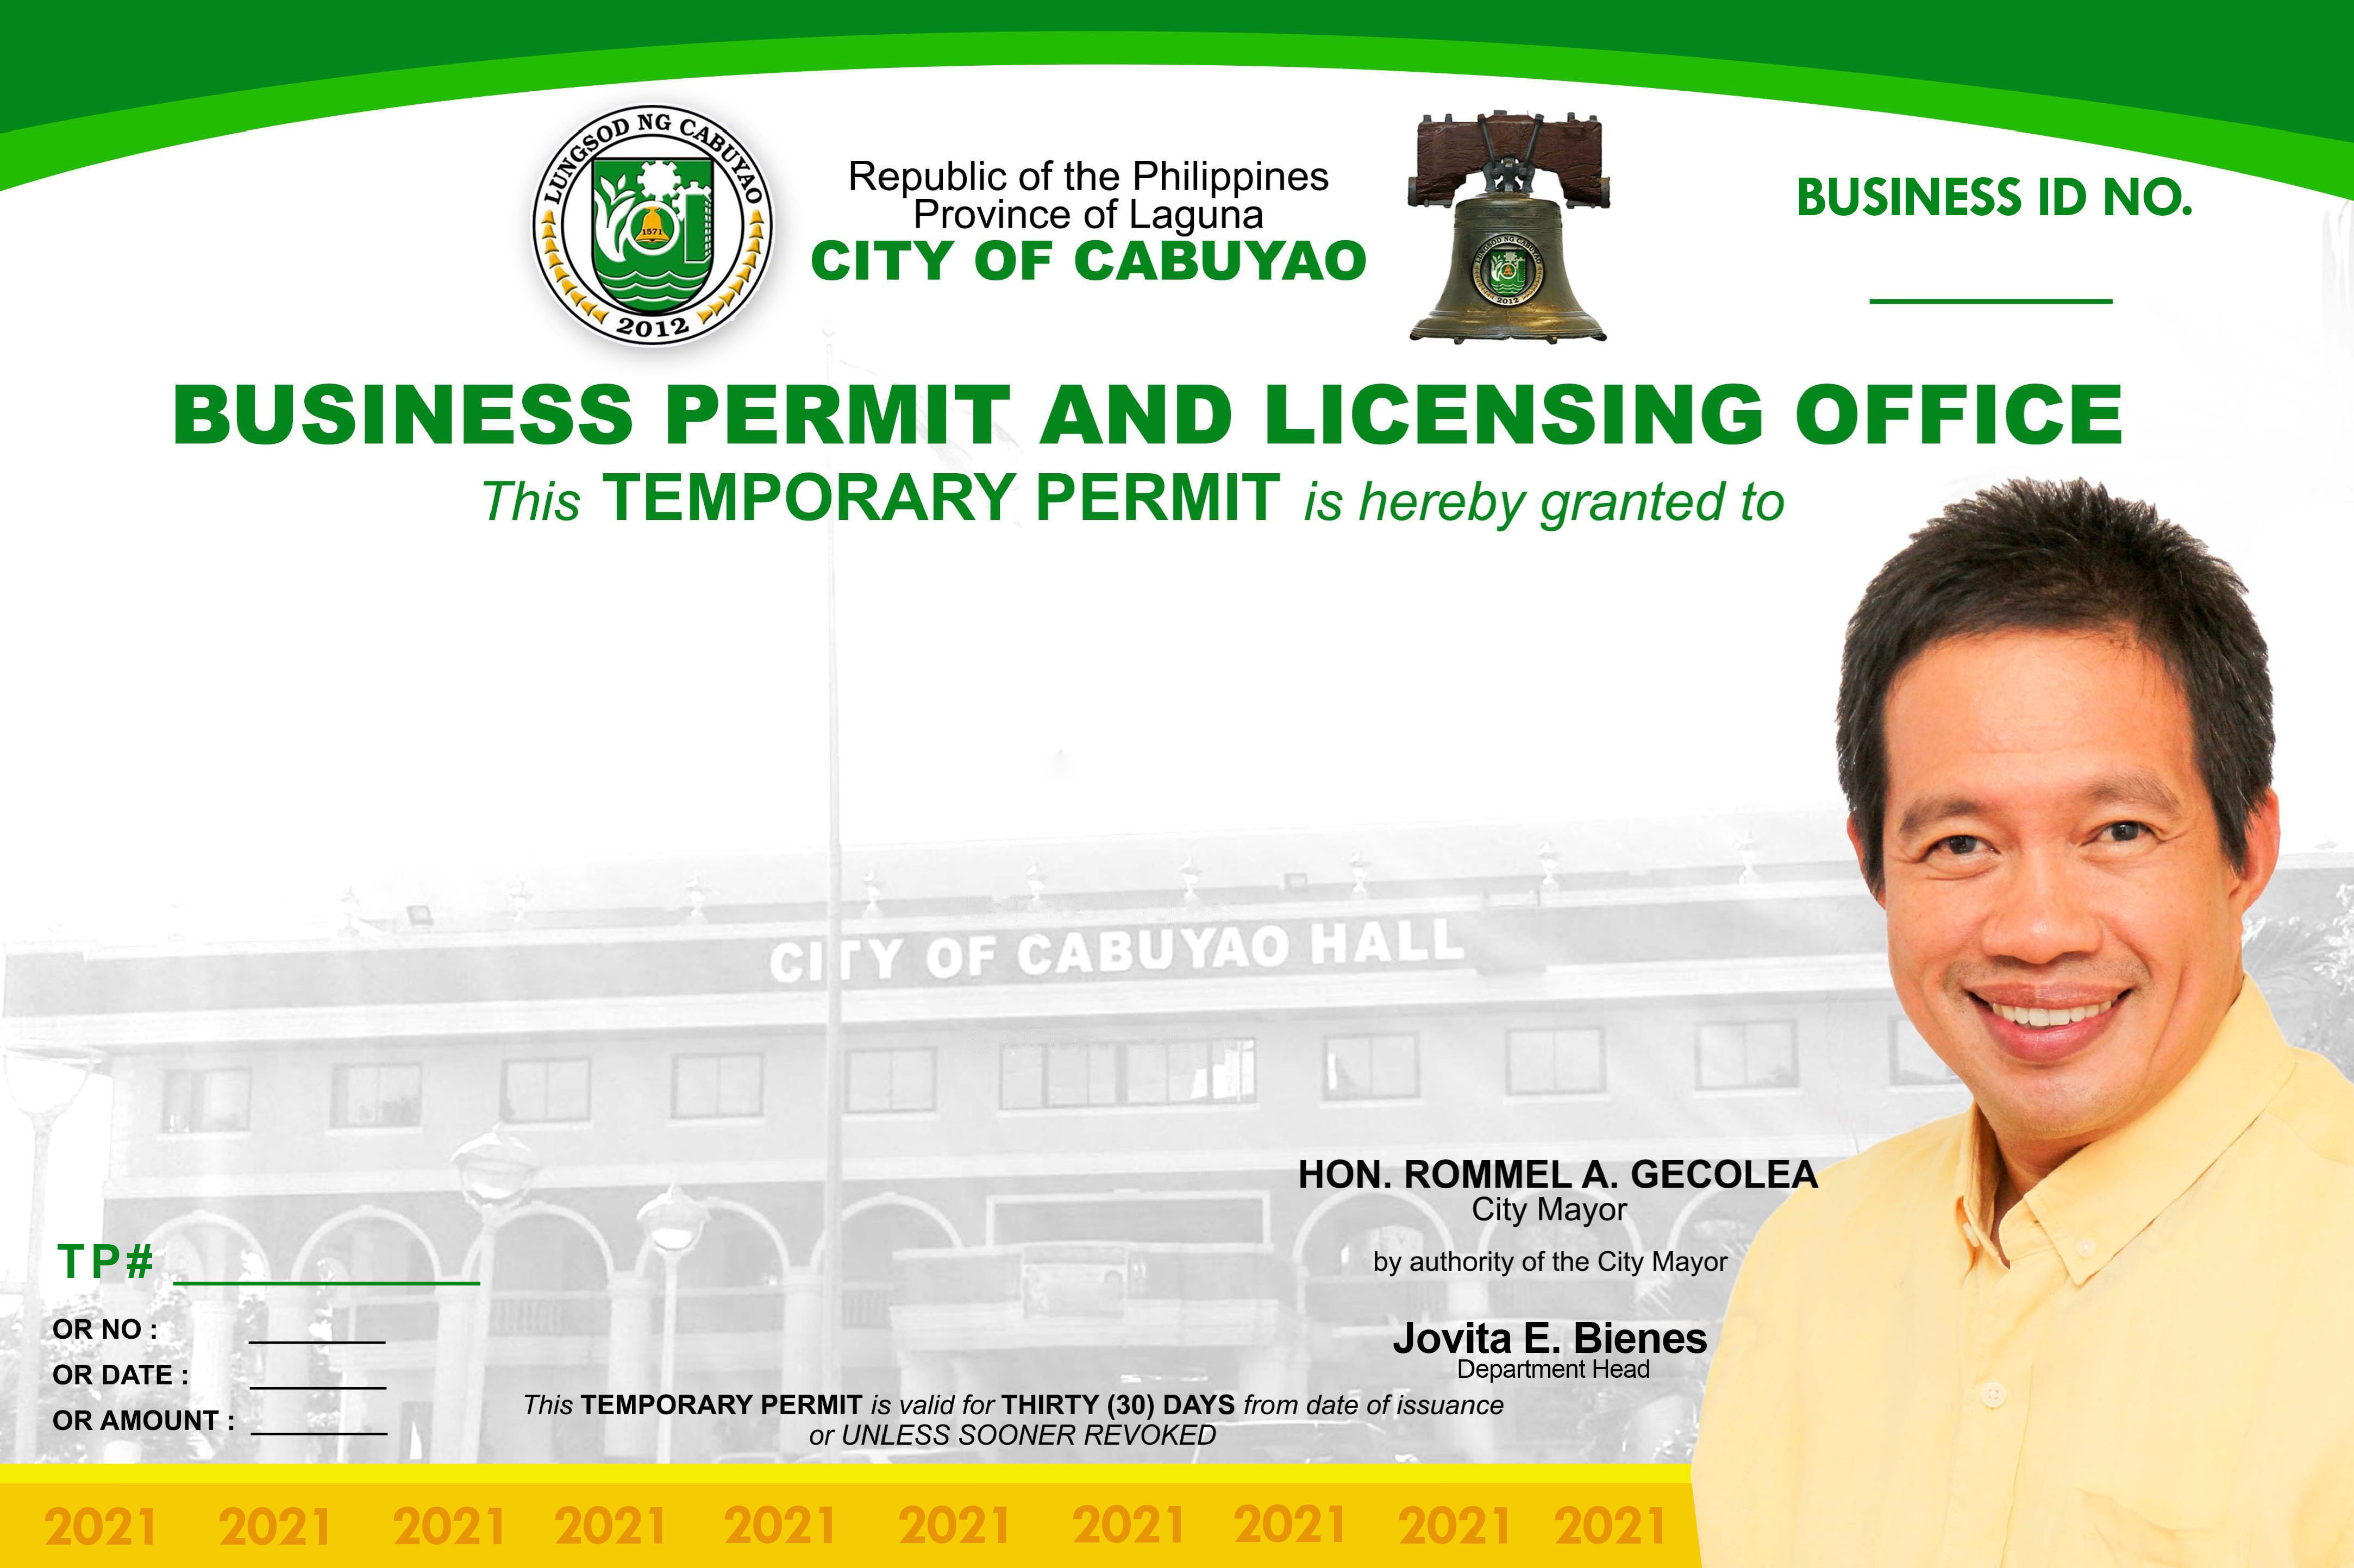 LUNGSOD NG CABUYAO
1571
2012
Republic of the Philippines
Province of Laguna
CITY OF CABUYAO
LUNGSOD NG CABUYAO
2012
BUSINESS ID NO.
BUSINESS PERMIT AND LICENSING OFFICE
This TEMPORARY PERMIT is hereby granted to
CITY OF CABUYAO HALL
HON. ROMMEL A. GECOLEA
City Mayor
by authority of the City Mayor
Jovita E. Bienes
Department Head
TP#
OR NO :
OR DATE :
OR AMOUNT :
This TEMPORARY PERMIT is valid for THIRTY (30) DAYS from date of issuance
or UNLESS SOONER REVOKED
2021 2021 2021 2021 2021 2021 2021 2021 2021 2021